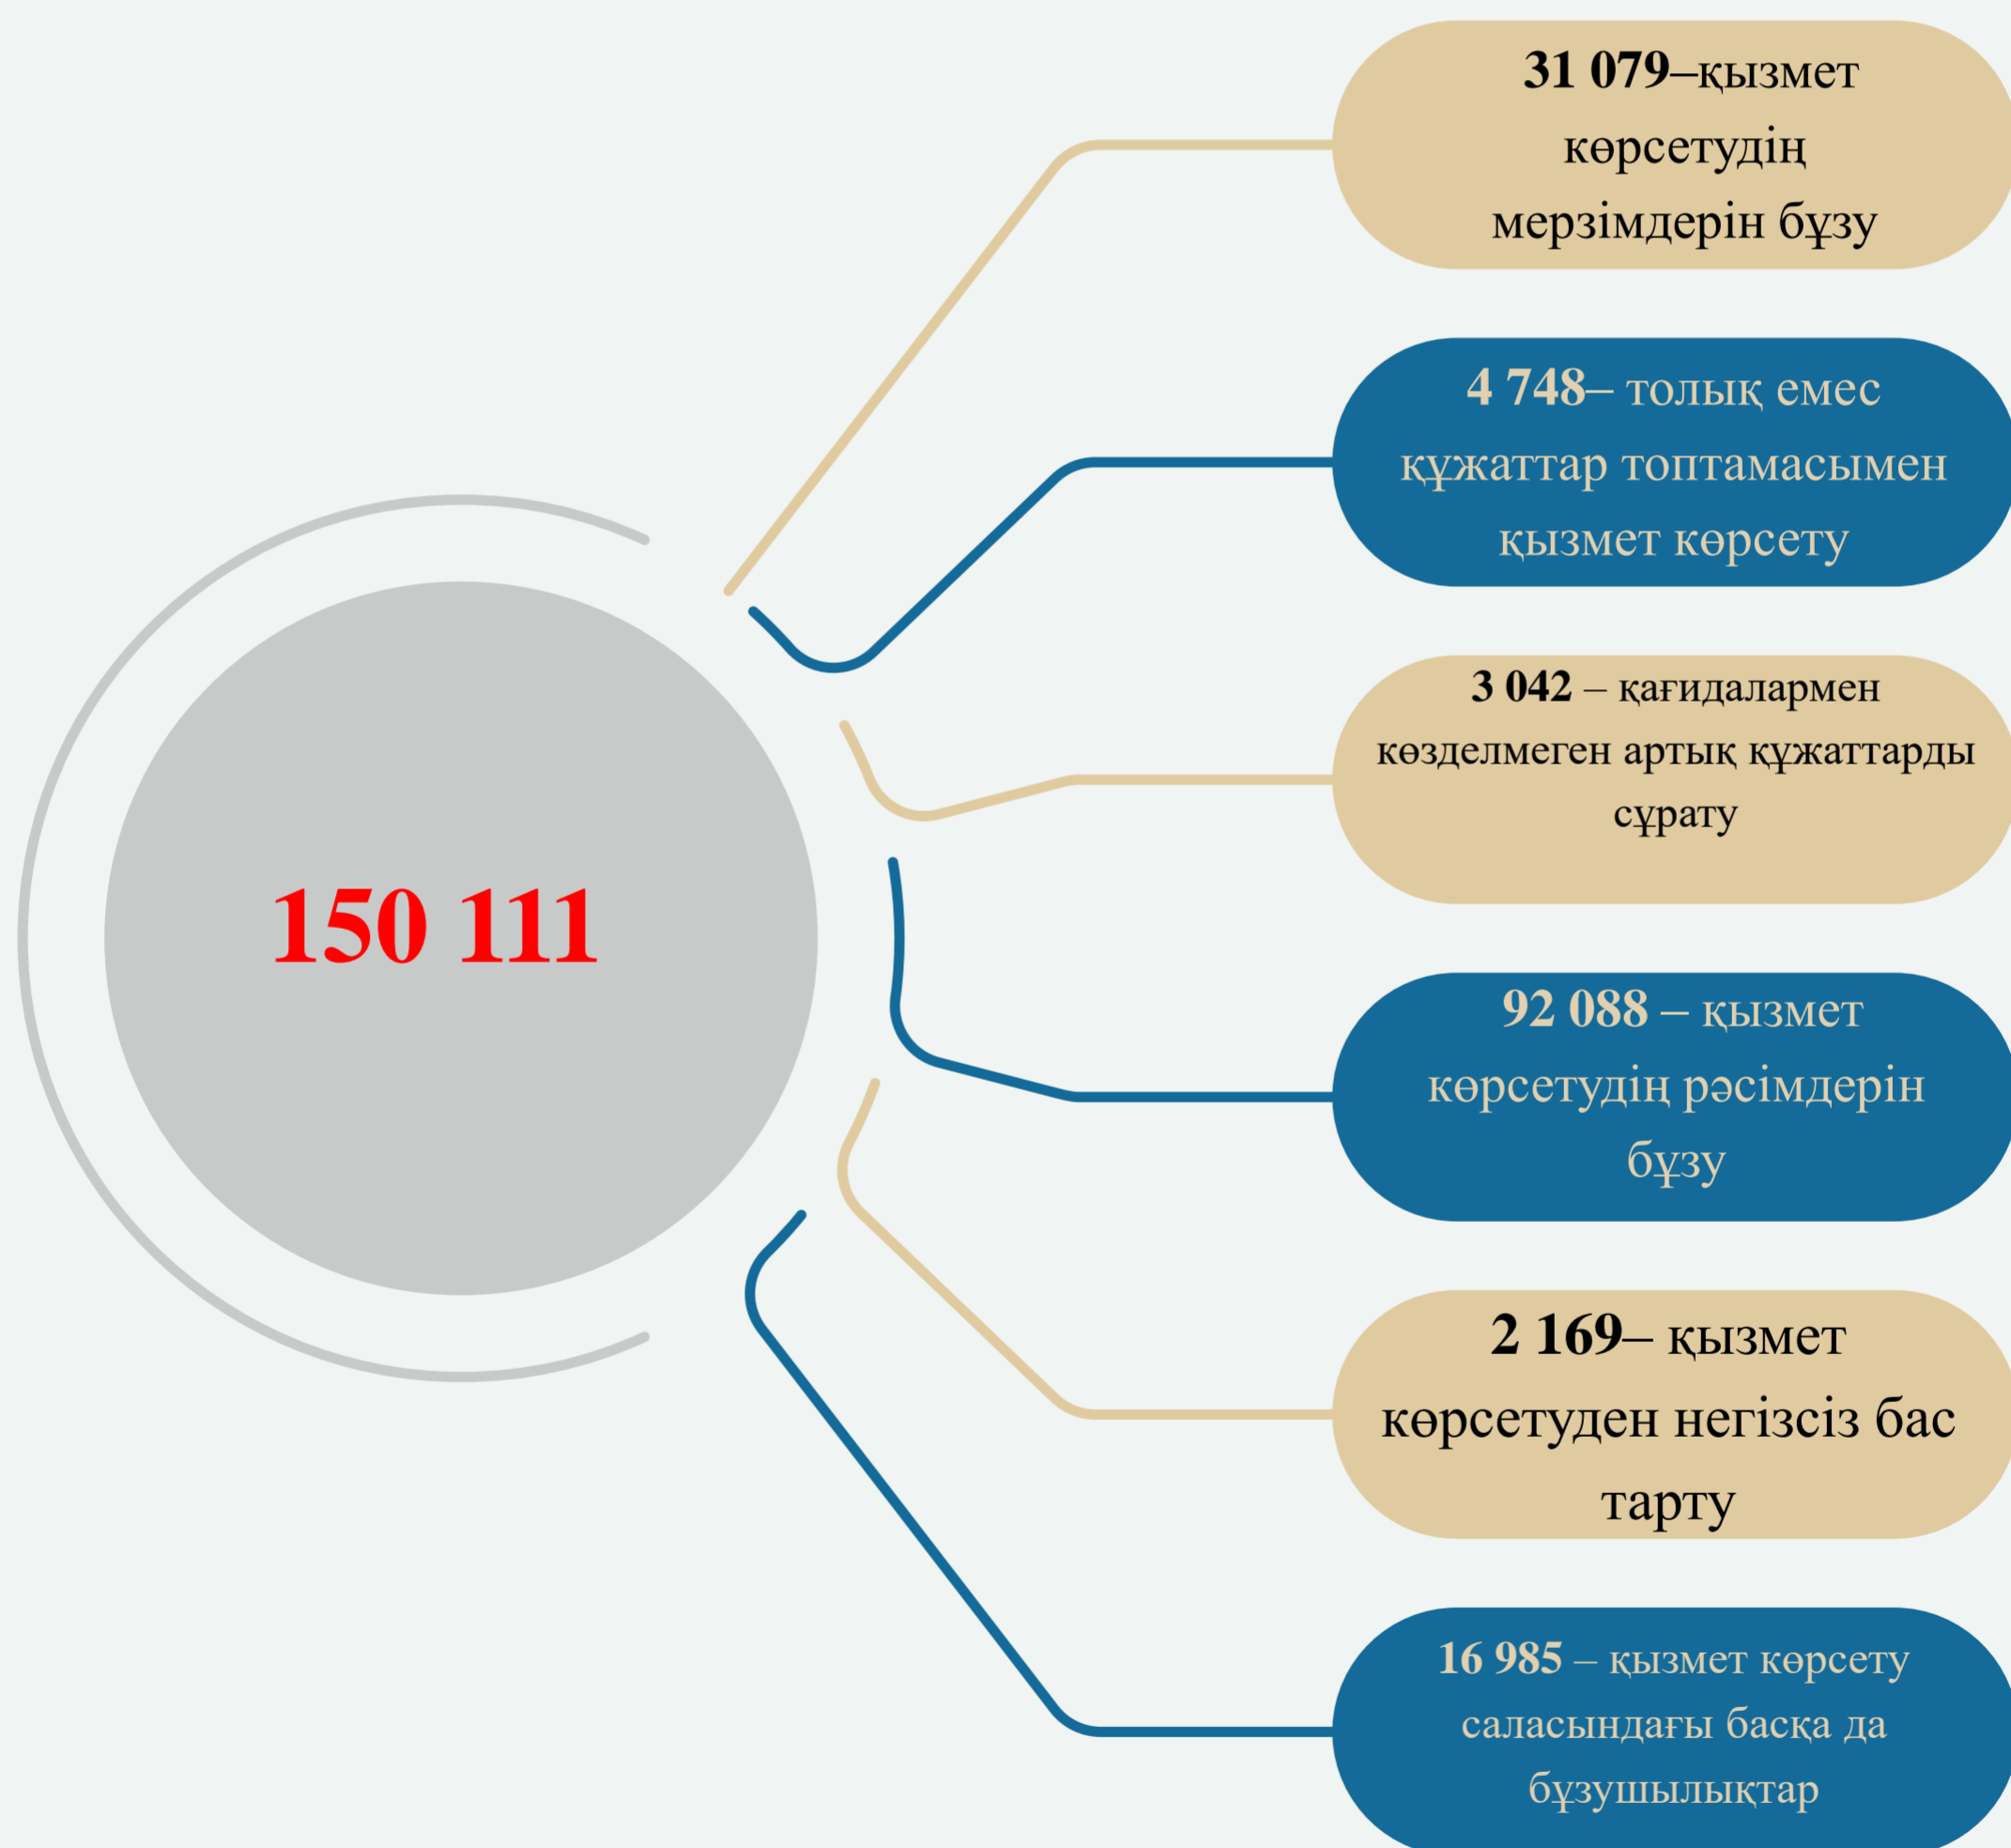 31 079–қызмет
көрсетудің
мерзімдерін бұзу
4 748– толық емес
құжаттар топтамасымен
қызмет көрсету
3 042 – қағидалармен
көзделмеген артық құжаттарды
сұрату
150 111
92 088 – қызмет
көрсетудің рәсімдерін
бұзу
2 169– қызмет
көрсетуден негізсіз бас
тарту
16 985 – қызмет көрсету
саласындағы басқа да
бұзушылықтар